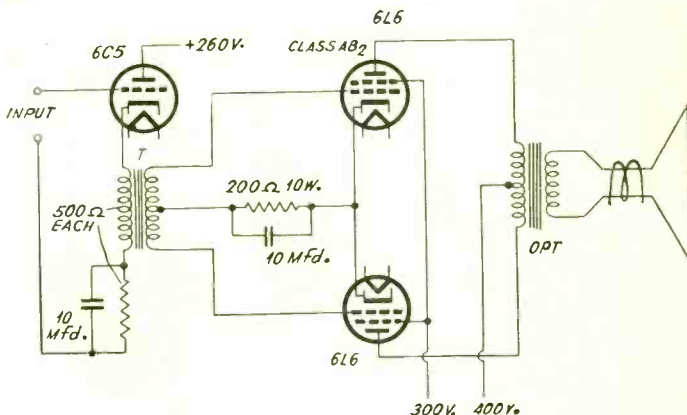 6L6
6C5
+260V.
CLASS AB₂
INPUT
T
500Ω
EACH
200Ω 10W.
10 Mfd.
10
Mfd.
OPT
6L6
300V. 400V.